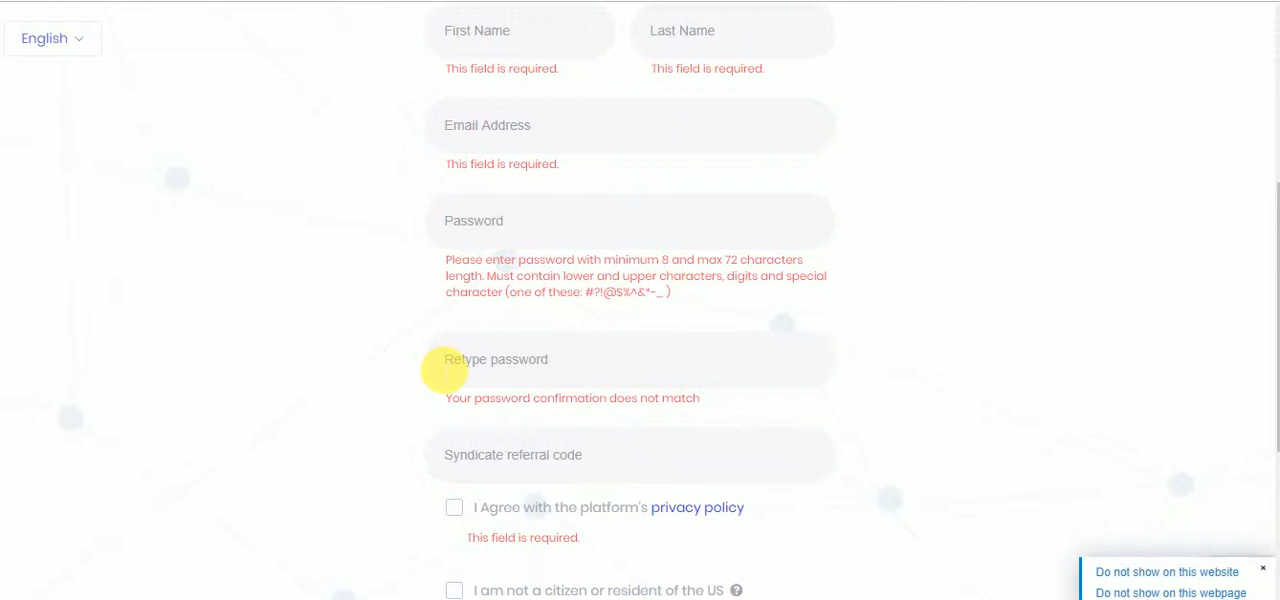 English
First Name Last Name
This field is required. This field is required.
Email Address
This field is required.
Password
Please enter password with minimum 8 and max 72 characters
length. Must contain lower and upper characters, digits and special
character (one of these: #?!@$%^&*-_ )
Retype password
Your password confirmation does not match
Syndicate referral code
I Agree with the platform's privacy policy
This field is required.
I am not a citizen or resident of the US ?
Do not show on this website ×
Do not show on this webpage